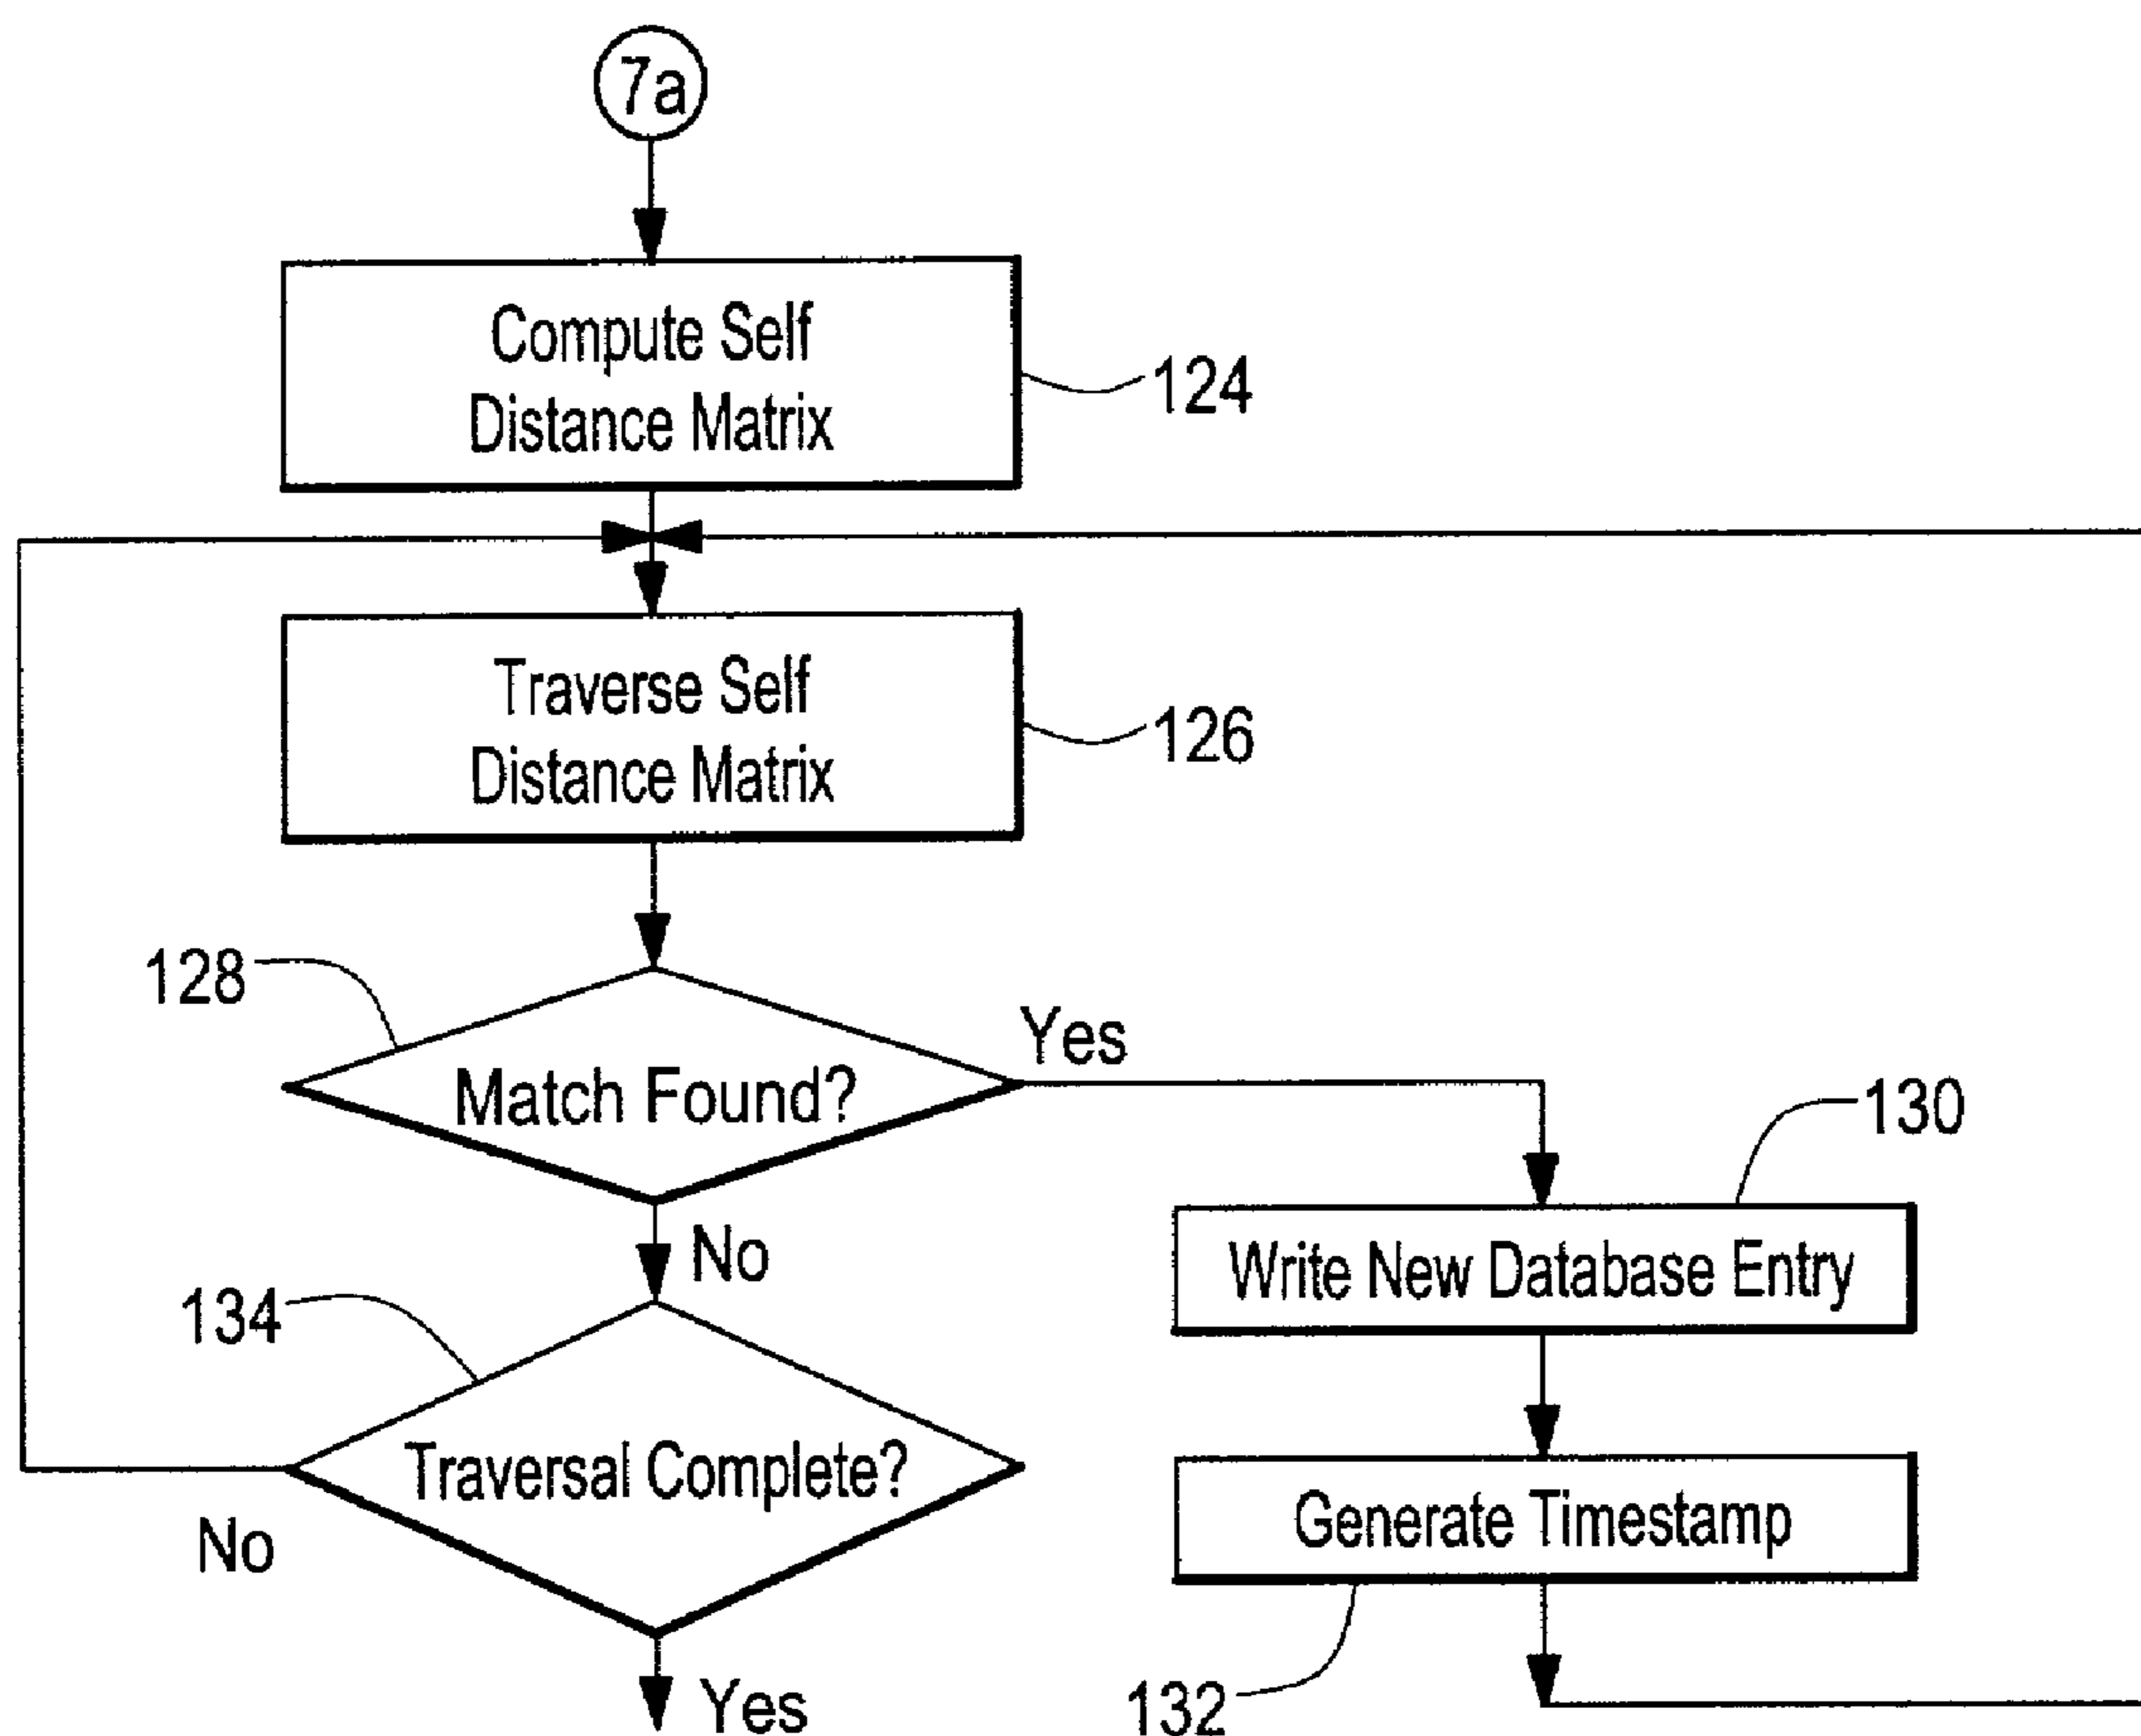 7a
Compute Self
Distance Matrix
124
Traverse Self
Distance Matrix
126
128
Match Found?
Yes
No
130
Write New Database Entry
134
Traversal Complete?
No
Yes
Generate Timestamp
132